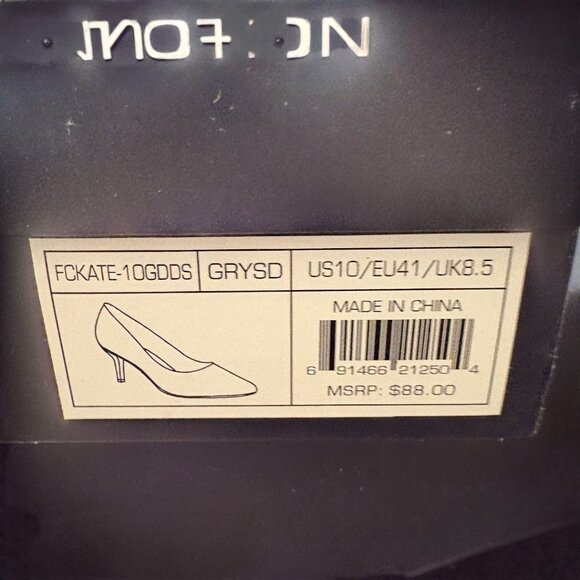 FCKATE-10GDDS GRYSD US10/EU41/UK8.5
MADE IN CHINA
6 91466 21250 4
MSRP: $88.00